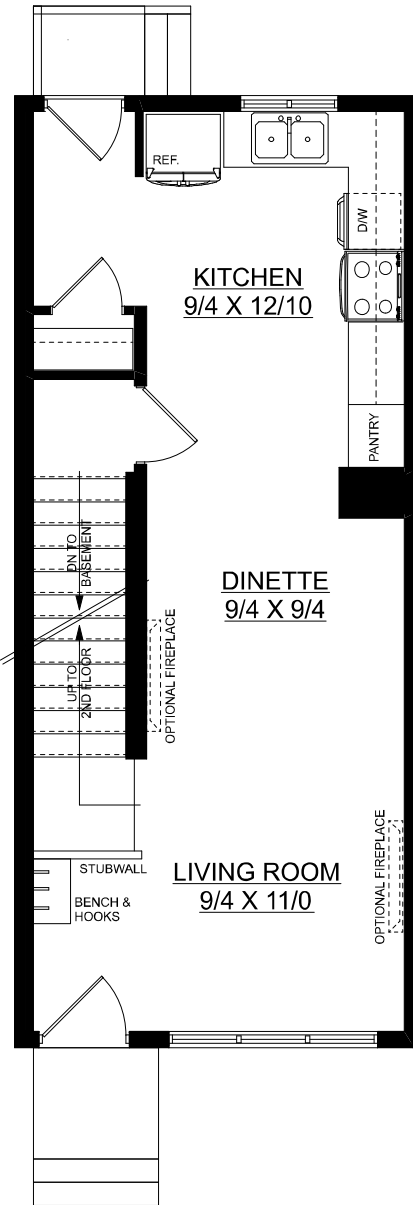 REF.
D/W
KITCHEN
9/4 X 12/10
PANTRY
DN TO
BASEMENT
DINETTE
9/4 X 9/4
OPTIONAL FIREPLACE
UP TO
2ND FLOOR
OPTIONAL FIREPLACE
STUBWALL
LIVING ROOM
9/4 X 11/0
BENCH &
HOOKS